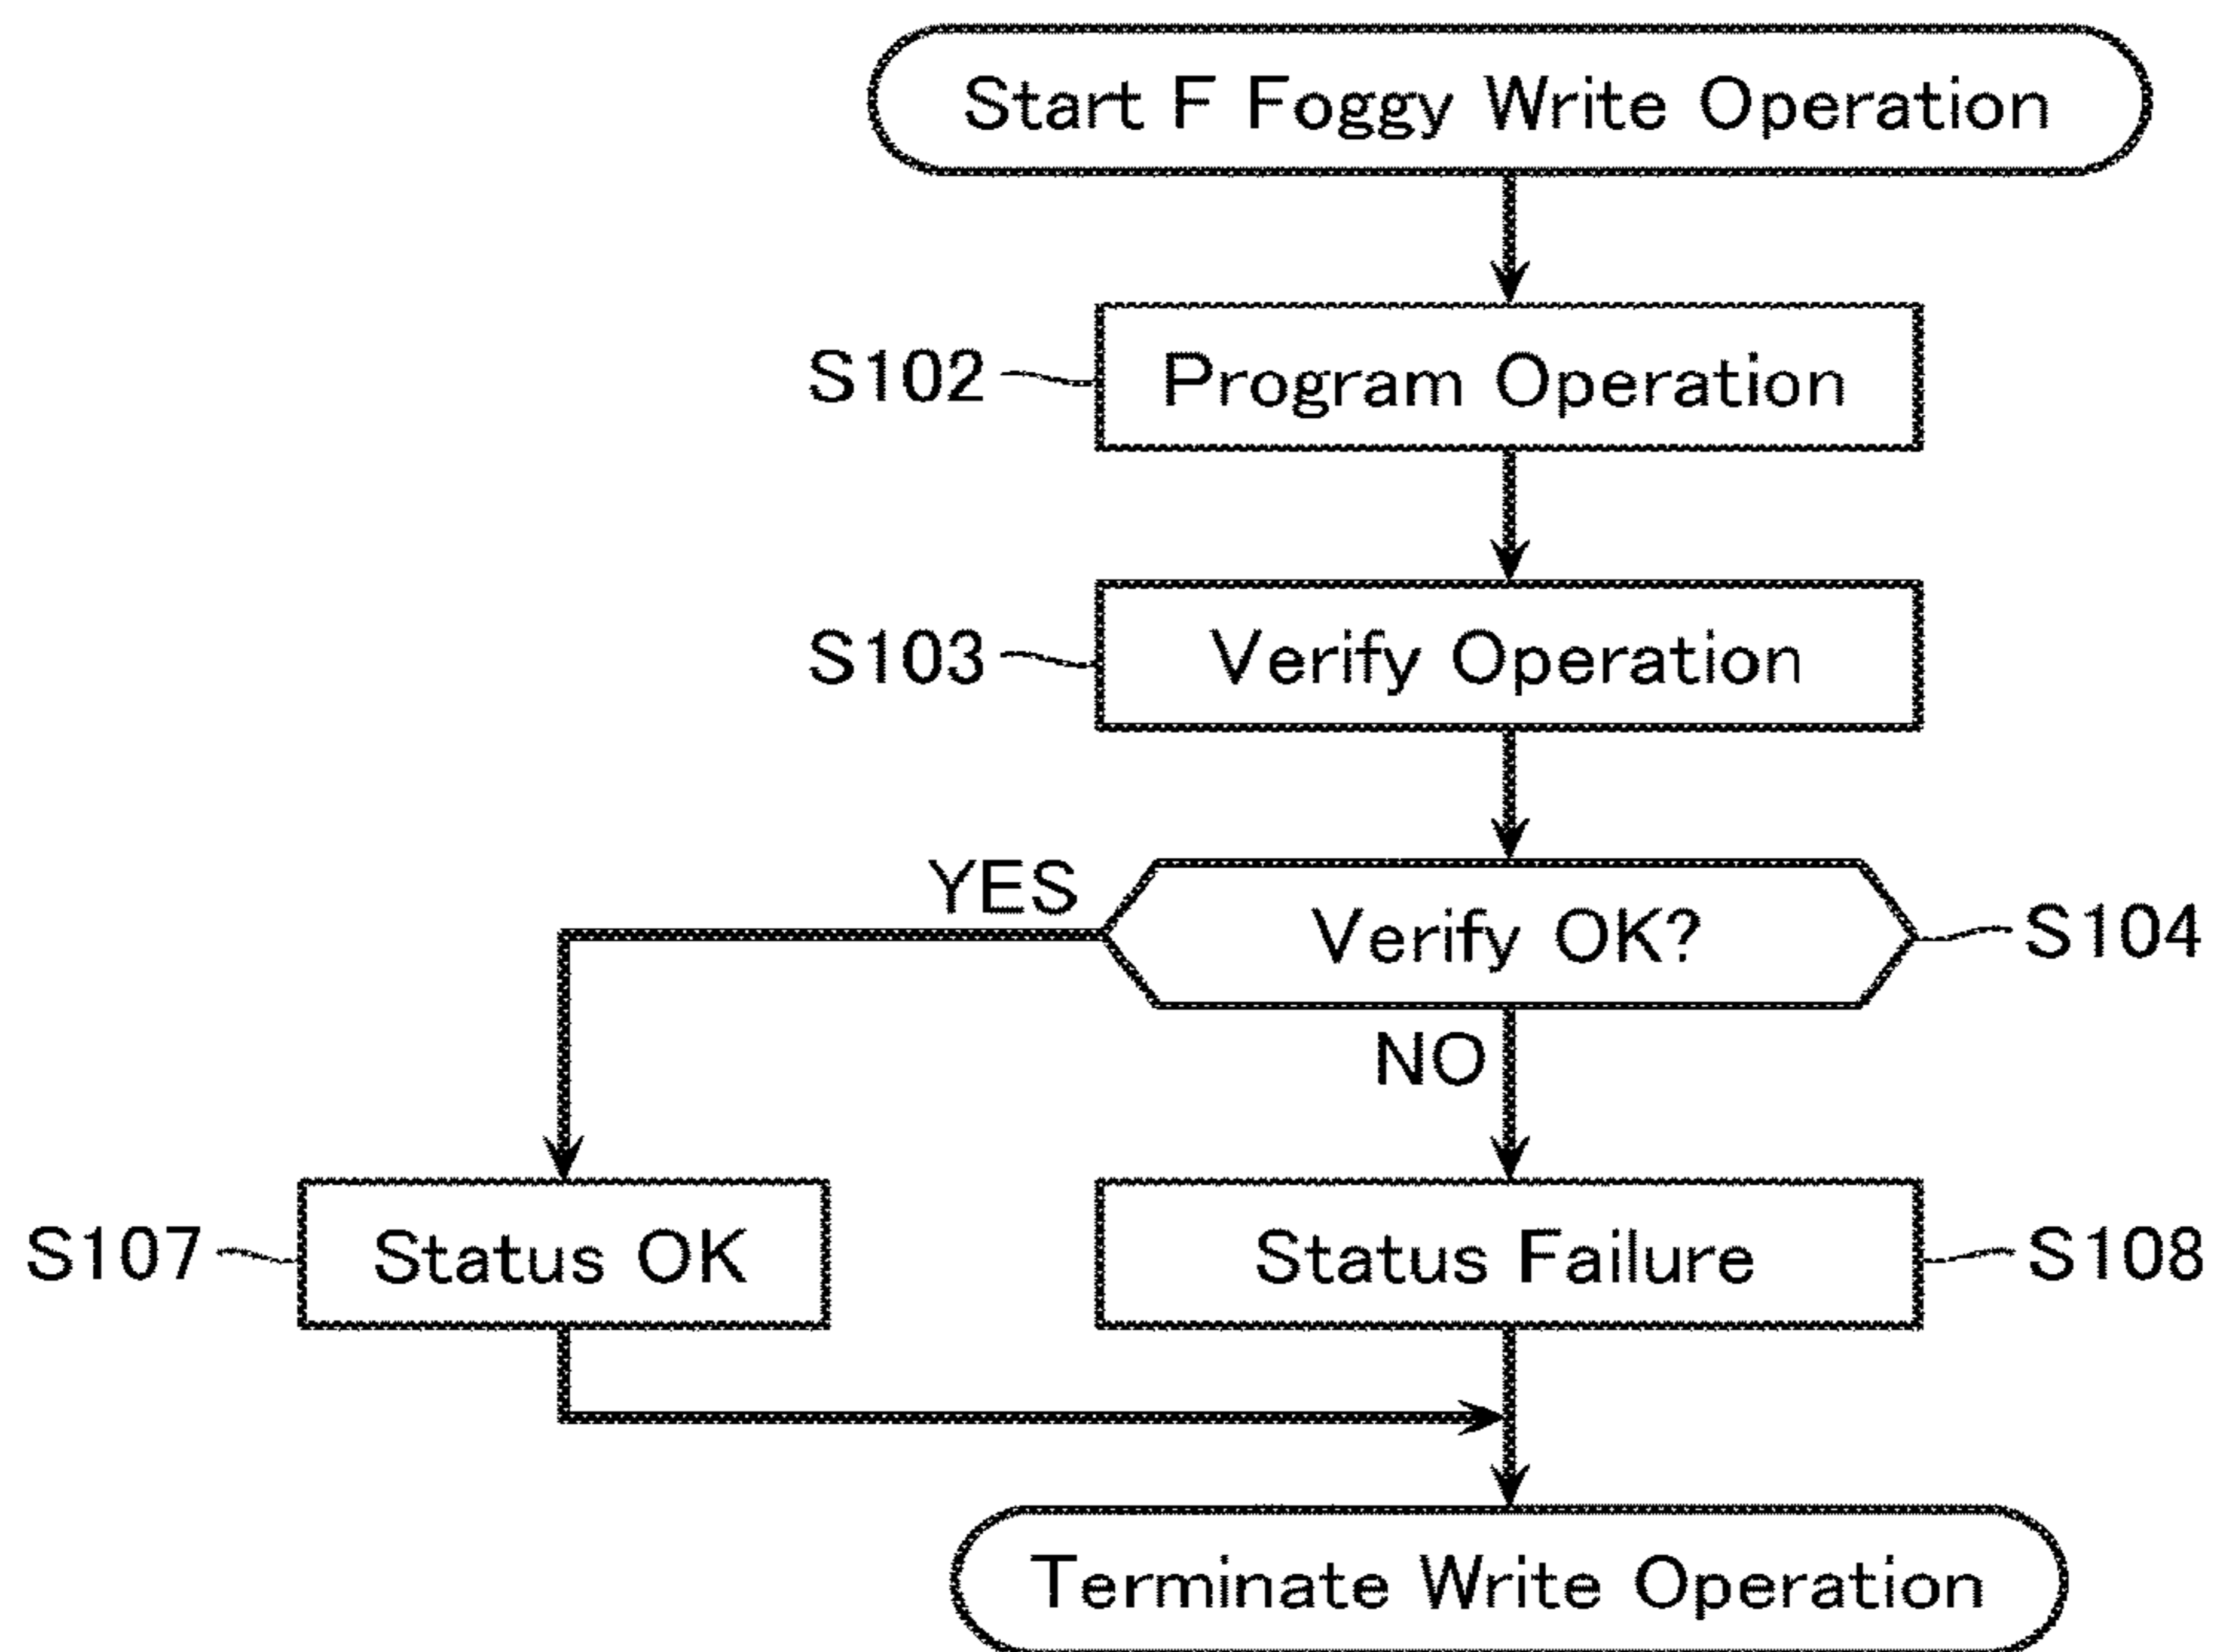 Start F Foggy Write Operation
S102
Program Operation
S103
Verify Operation
YES
Verify OK?
S104
NO
S107
Status OK
Status Failure
S108
Terminate Write Operation